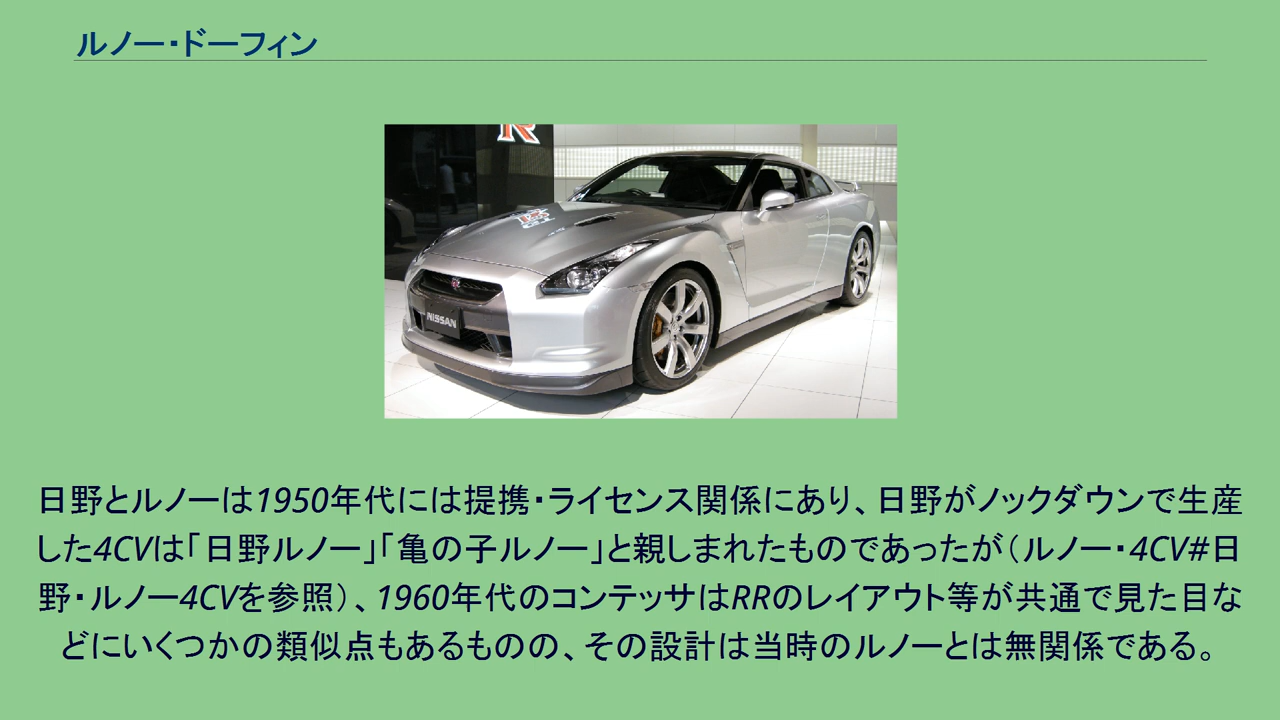 ルノー・ドーフィン
R
NISSAN
日野とルノーは1950年代には提携・ライセンス関係にあり、日野がノックダウンで生産
した4CVは「日野ルノー」「亀の子ルノー」と親しまれたものであったが（ルノー・4CV#日
野・ルノー4CVを参照）、1960年代のコンテッサはRRのレイアウト等が共通で見た目な
どにいくつかの類似点もあるものの、その設計は当時のルノーとは無関係である。